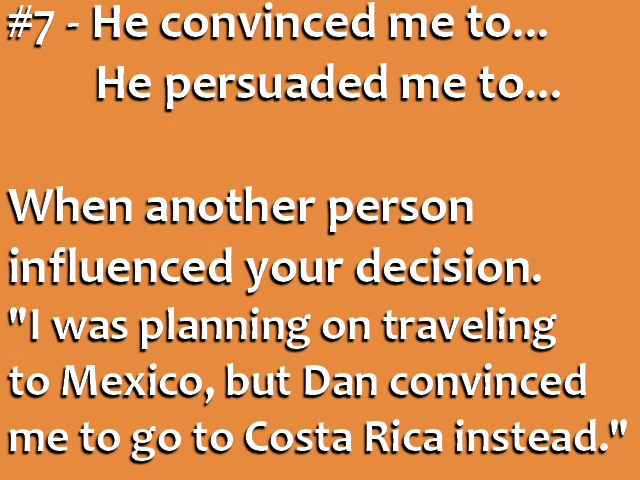 #7 - He convinced me to...
He persuaded me to...
When another person
influenced your decision.
"I was planning on traveling
to Mexico, but Dan convinced
me to go to Costa Rica instead."